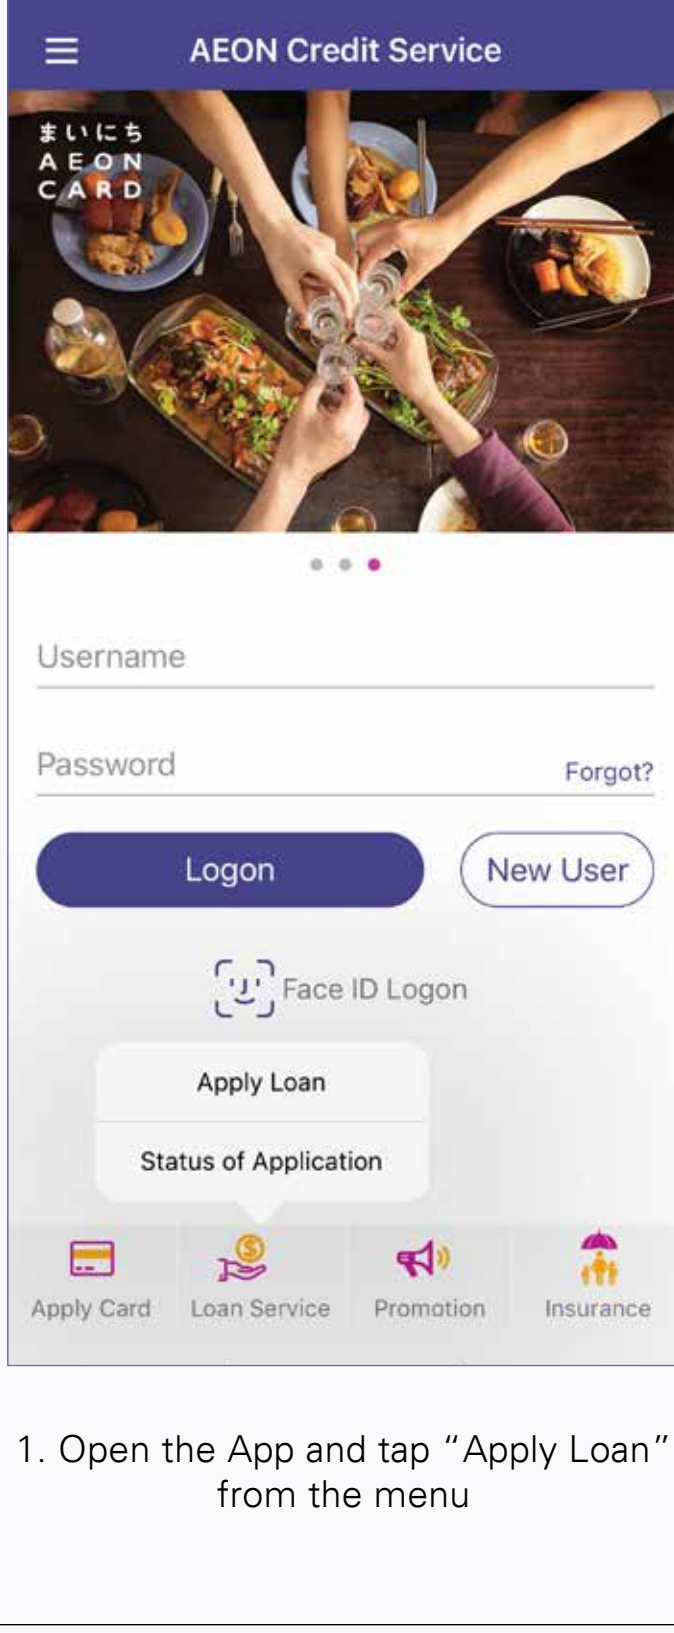 AEON Credit Service
まいにち
AEON
CARD
Username
Password
Forgot?
Logon
New User
Face ID Logon
Apply Loan
Status of Application
Apply Card
Loan Service
Promotion
Insurance
1. Open the App and tap “Apply Loan”
from the menu